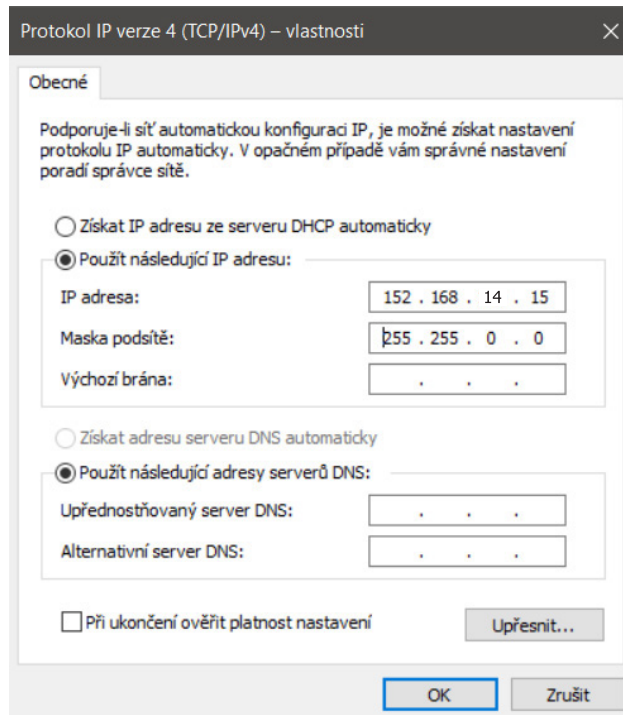 Protokol IP verze 4 (TCP/IPv4) – vlastnosti
Obecné
Podporuje-li síť automatickou konfiguraci IP, je možné získat nastavení
protokolu IP automaticky. V opačném případě vám správné nastavení
poradí správce sítě.
Získat IP adresu ze serveru DHCP automaticky
Použít následující IP adresu:
IP adresa: 152 . 168 . 14 . 15
Maska podsítě: 255 . 255 . 0 . 0
Výchozí brána: . . .
Získat adresu serveru DNS automaticky
Použít následující adresy serverů DNS:
Upřednostňovaný server DNS: . . .
Alternativní server DNS: . . .
Při ukončení ověřit platnost nastavení Upřesnit...
OK Zrušit